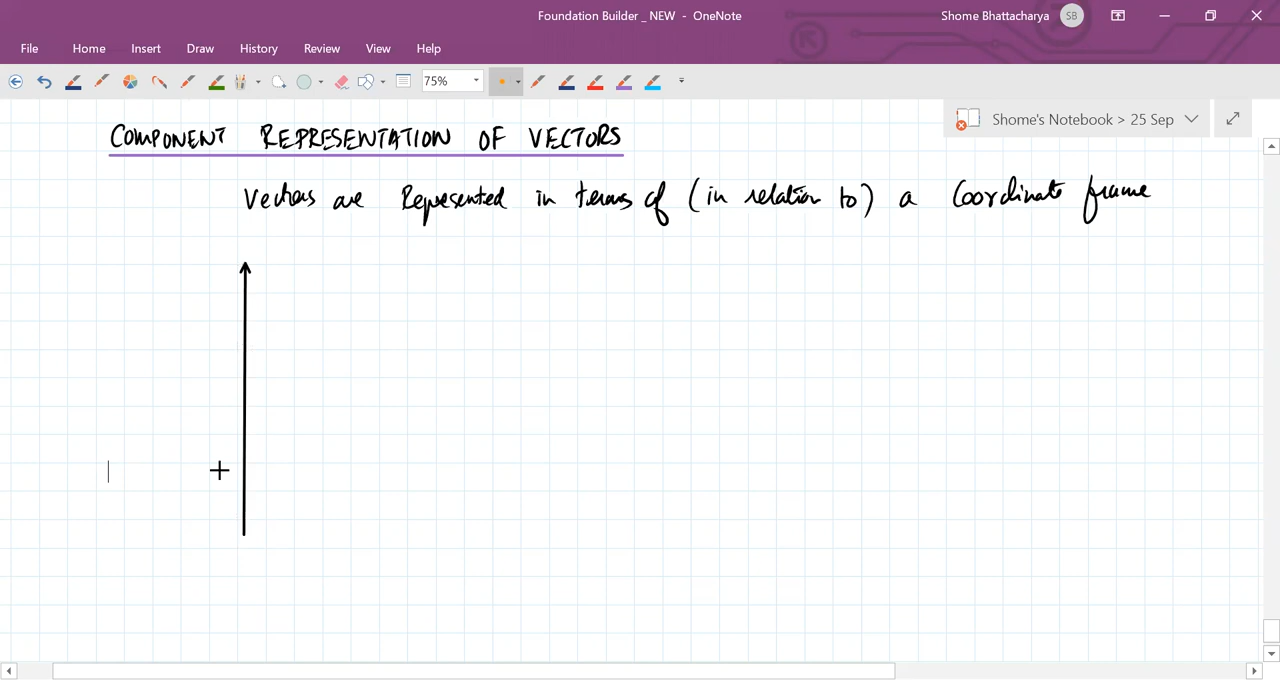 Foundation Builder _ NEW - OneNote
Shome Bhattacharya SB
File Home Insert Draw History Review View Help
75%
COMPONENT REPRESENTATION OF VECTORS
Shome's Notebook > 25 Sep
Vectors are Represented in terms of (in relation to) a Coordinate frame